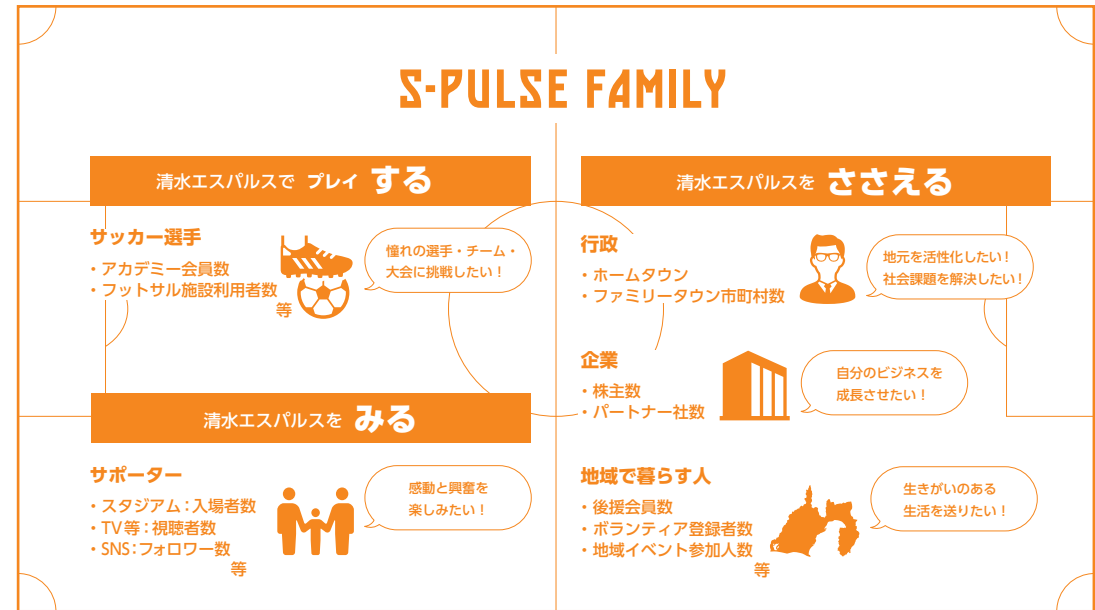 S-PULSE FAMILY
清水エスパルスで プレイ する
サッカー選手
・アカデミー会員数
・フットサル施設利用者数
等
憧れの選手・チーム・
大会に挑戦したい！
清水エスパルスを みる
サポーター
・スタジアム：入場者数
・TV等：視聴者数
・SNS：フォロワー数
等
感動と興奮を
楽しみたい！
清水エスパルスを ささえる
行政
・ホームタウン
・ファミリータウン市町村数
地元を活性化したい！
社会課題を解決したい！
企業
・株主数
・パートナー社数
自分のビジネスを
成長させたい！
地域で暮らす人
・後援会員数
・ボランティア登録者数
・地域イベント参加人数
等
生きがいのある
生活を送りたい！